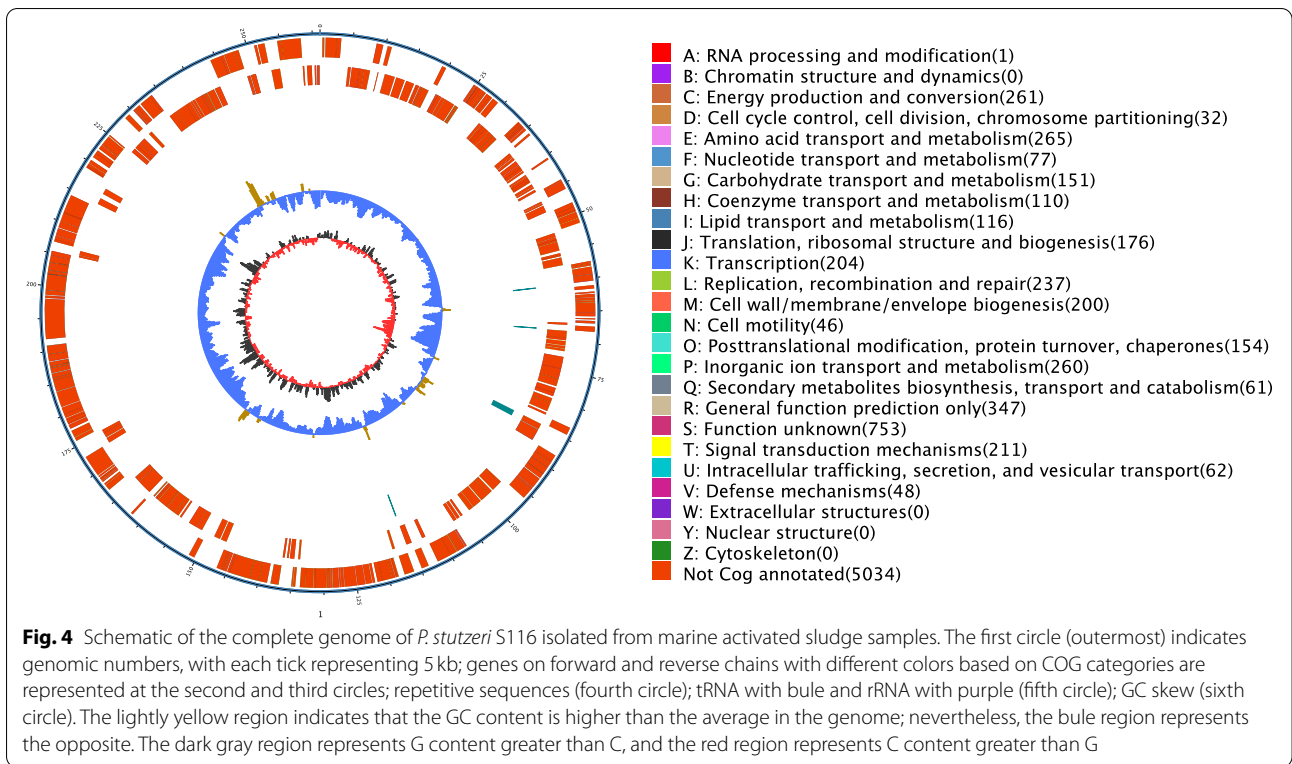 0
25
50
75
100
125
150
175
200
225
250
1
A: RNA processing and modification(1)
B: Chromatin structure and dynamics(0)
C: Energy production and conversion(261)
D: Cell cycle control, cell division, chromosome partitioning(32)
E: Amino acid transport and metabolism(265)
F: Nucleotide transport and metabolism(77)
G: Carbohydrate transport and metabolism(151)
H: Coenzyme transport and metabolism(110)
I: Lipid transport and metabolism(116)
J: Translation, ribosomal structure and biogenesis(176)
K: Transcription(204)
L: Replication, recombination and repair(237)
M: Cell wall/membrane/envelope biogenesis(200)
N: Cell motility(46)
O: Posttranslational modification, protein turnover, chaperones(154)
P: Inorganic ion transport and metabolism(260)
Q: Secondary metabolites biosynthesis, transport and catabolism(61)
R: General function prediction only(347)
S: Function unknown(753)
T: Signal transduction mechanisms(211)
U: Intracellular trafficking, secretion, and vesicular transport(62)
V: Defense mechanisms(48)
W: Extracellular structures(0)
Y: Nuclear structure(0)
Z: Cytoskeleton(0)
Not Cog annotated(5034)
Fig. 4 Schematic of the complete genome of P. stutzeri S116 isolated from marine activated sludge samples. The first circle (outermost) indicates
genomic numbers, with each tick representing 5 kb; genes on forward and reverse chains with different colors based on COG categories are
represented at the second and third circles; repetitive sequences (fourth circle); tRNA with bule and rRNA with purple (fifth circle); GC skew (sixth
circle). The lightly yellow region indicates that the GC content is higher than the average in the genome; nevertheless, the bule region represents
the opposite. The dark gray region represents G content greater than C, and the red region represents C content greater than G